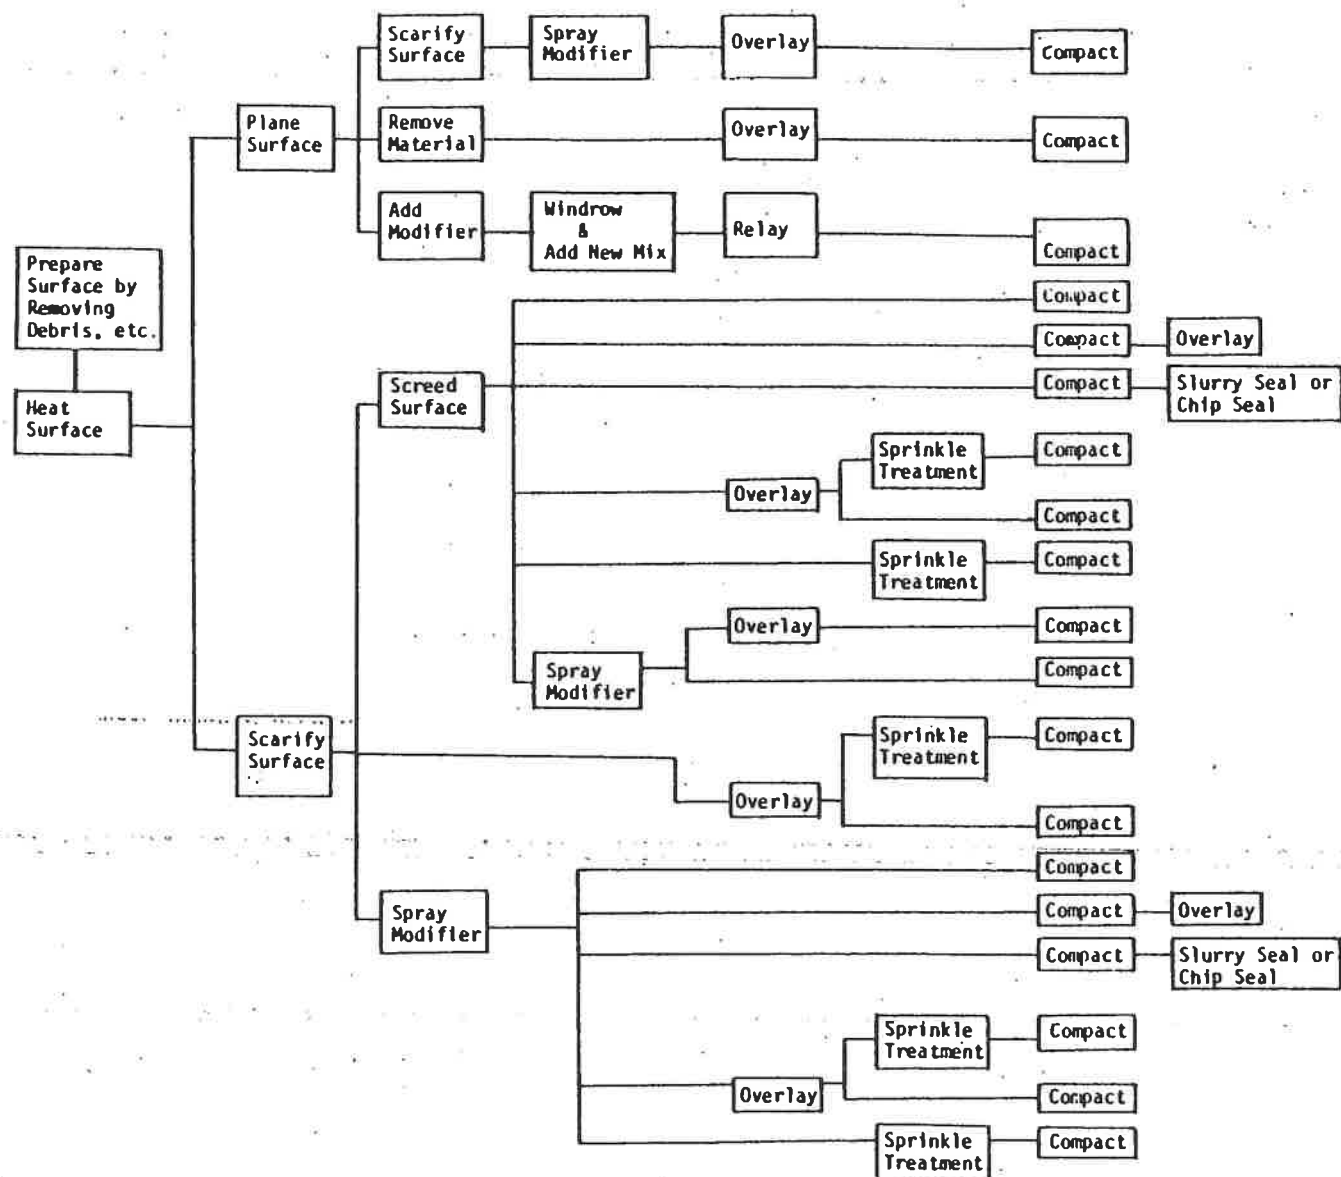 Scarify
Surface
Spray
Modifier
Overlay
Compact
Plane
Surface
Remove
Material
Overlay
Compact
Add
Modifier
Windrow
&
Add New Mix
Relay
Compact
Prepare
Surface by
Removing
Debris, etc.
Heat
Surface
Compact
Compact
Overlay
Screed
Surface
Compact
Slurry Seal or
Chip Seal
Overlay
Sprinkle
Treatment
Compact
Compact
Sprinkle
Treatment
Compact
Spray
Modifier
Overlay
Compact
Compact
Scarify
Surface
Overlay
Sprinkle
Treatment
Compact
Compact
Spray
Modifier
Compact
Compact
Overlay
Compact
Slurry Seal or
Chip Seal
Overlay
Sprinkle
Treatment
Compact
Compact
Sprinkle
Treatment
Compact